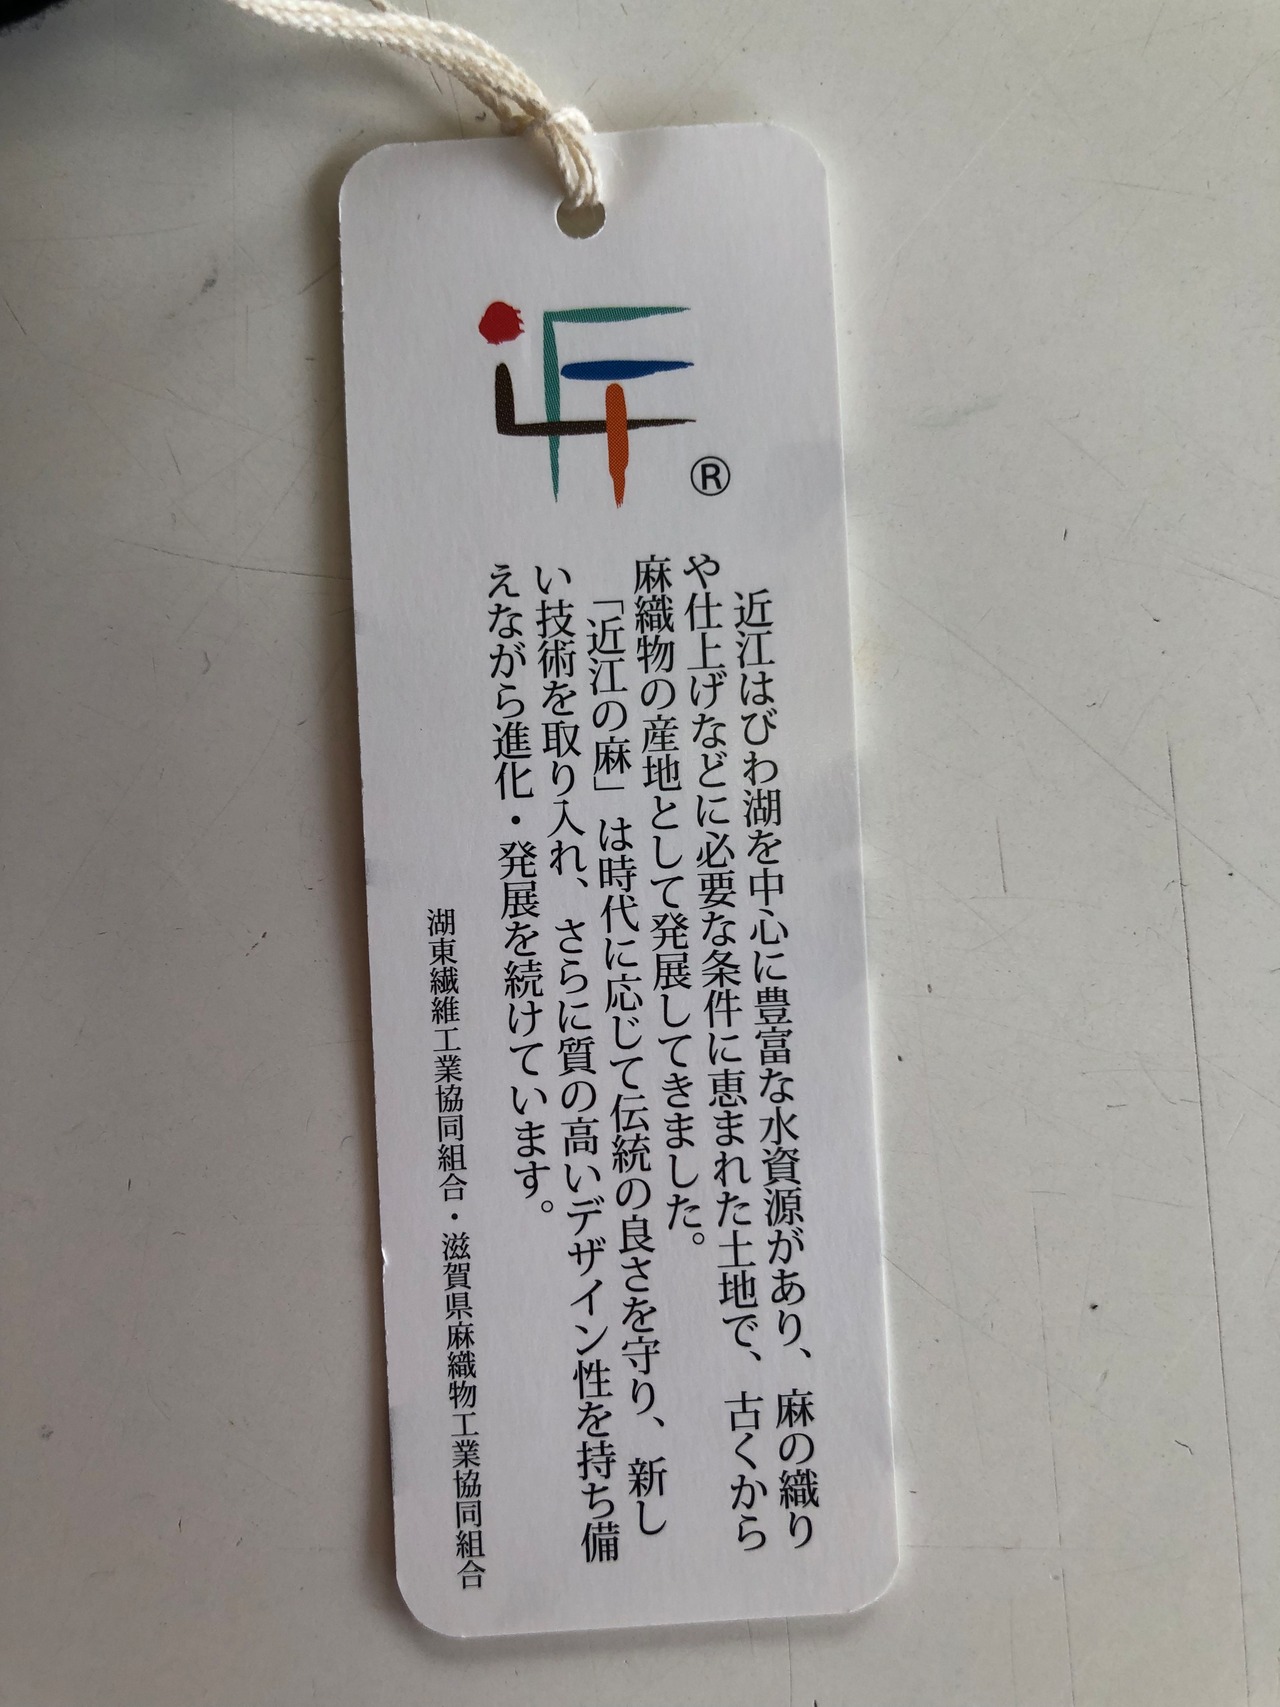 近
®
　近江はびわ湖を中心に豊富な水資源があり、麻の織り
や仕上げなどに必要な条件に恵まれた土地で、古くから
麻織物の産地として発展してきました。
　「近江の麻」は時代に応じて伝統の良さを守り、新し
い技術を取り入れ、さらに質の高いデザイン性を持ち備
えながら進化・発展を続けています。
湖東繊維工業協同組合・滋賀県麻織物工業協同組合